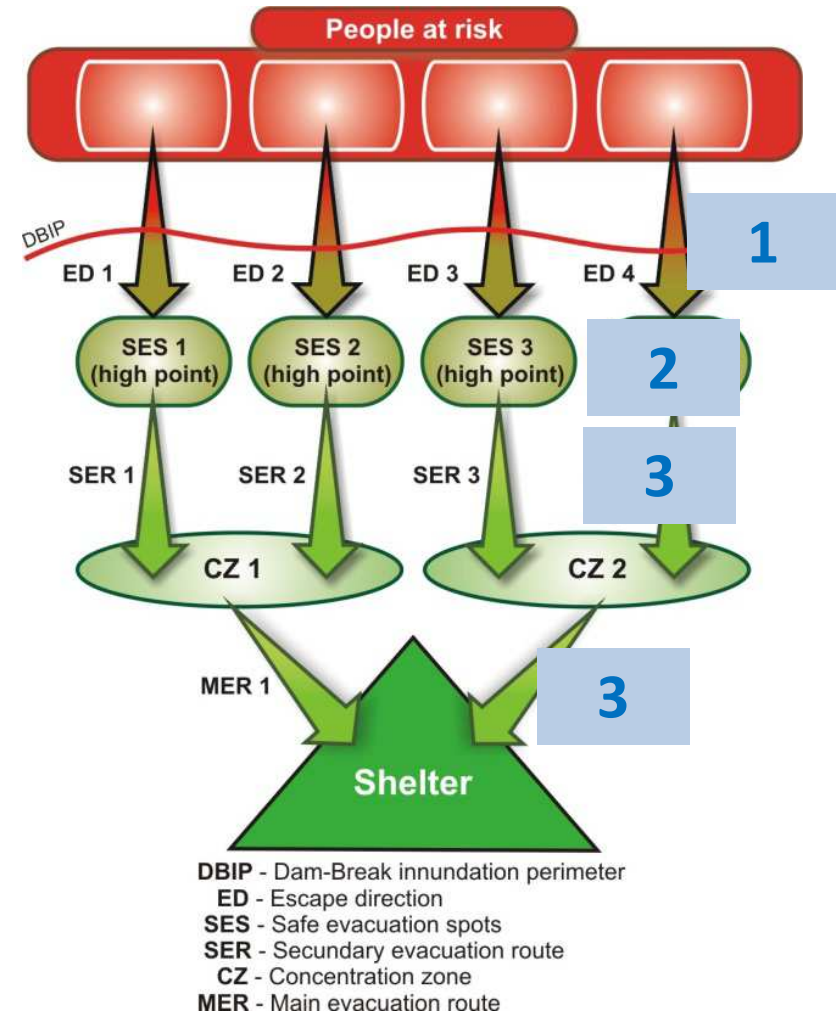 People at risk
DBIP
1
ED 1
ED 2
ED 3
ED 4
SES 1
(high point)
SES 2
(high point)
SES 3
(high point)
2
SER 1
SER 2
SER 3
3
CZ 1
CZ 2
MER 1
3
Shelter
DBIP - Dam-Break innundation perimeter
ED - Escape direction
SES - Safe evacuation spots
SER - Secundary evacuation route
CZ - Concentration zone
MER - Main evacuation route